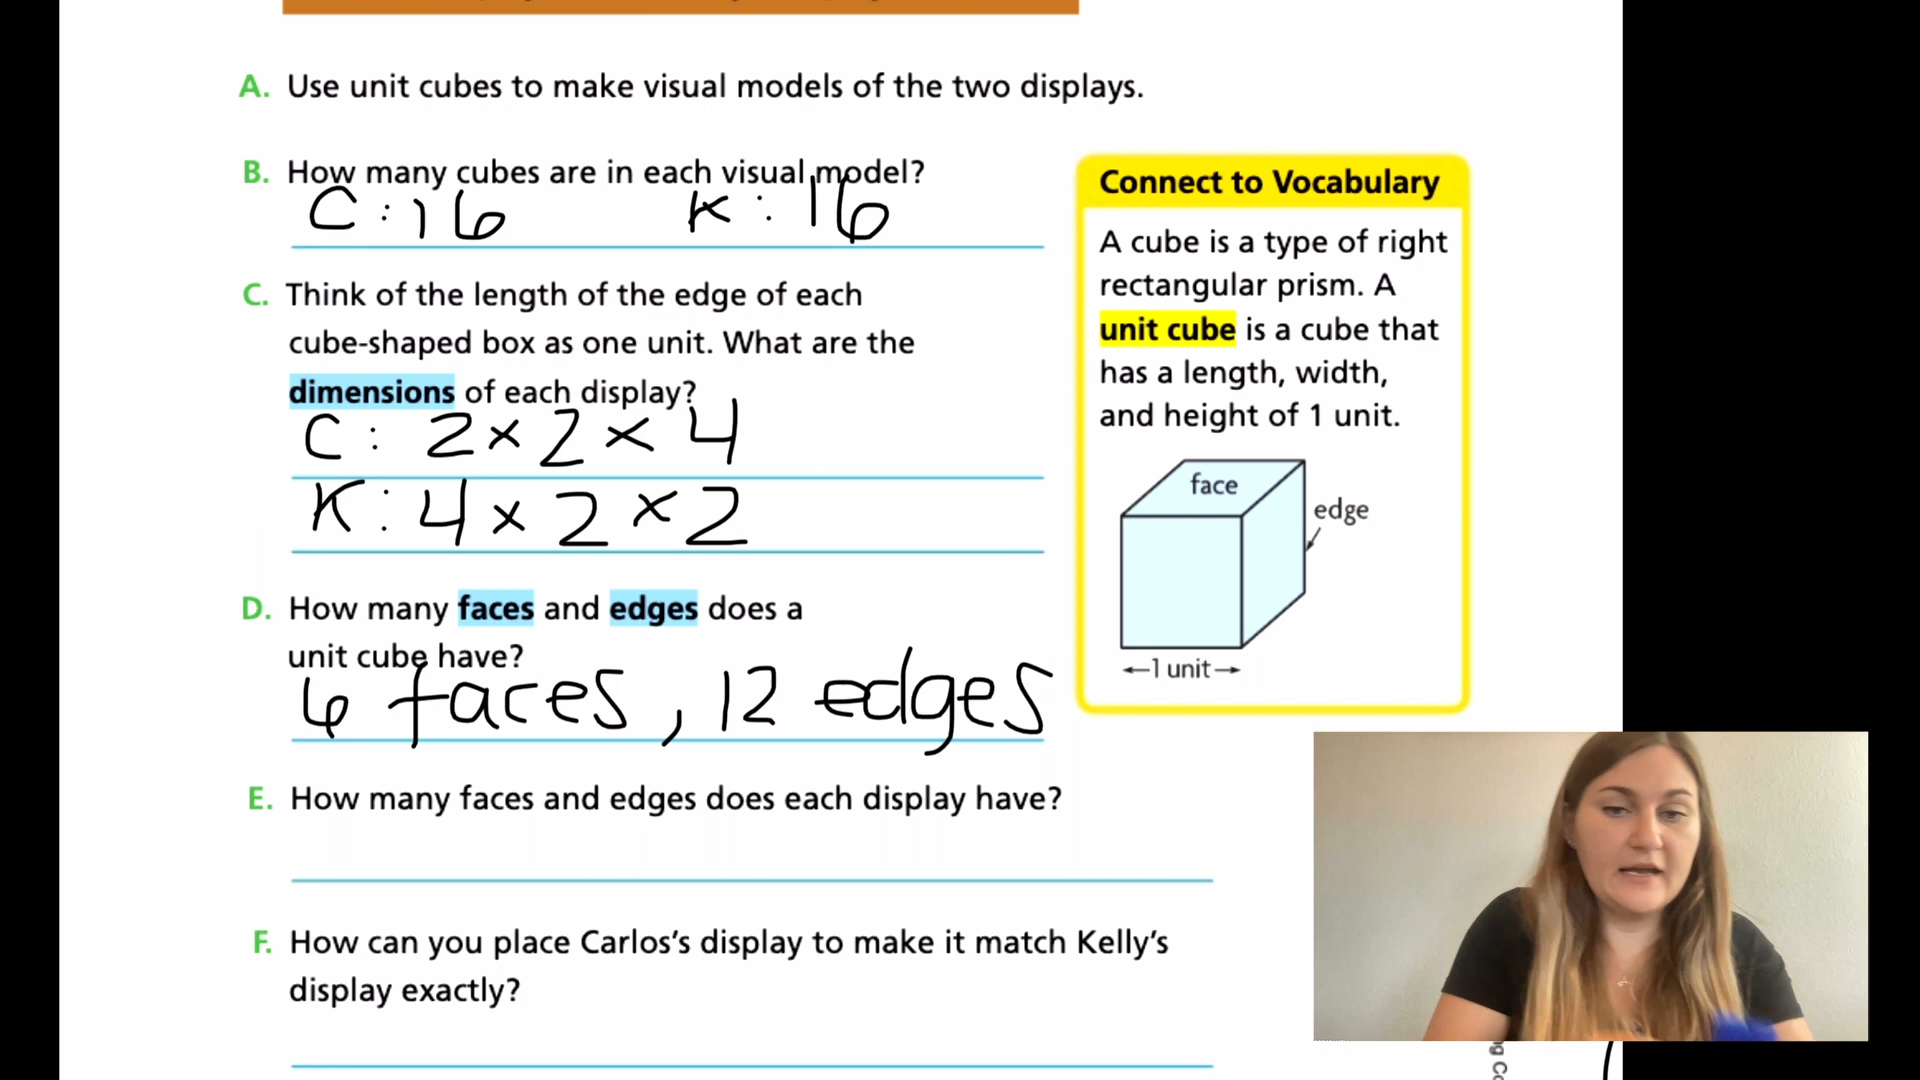 A. Use unit cubes to make visual models of the two displays.
B. How many cubes are in each visual model?
C: 16 K: 16
C. Think of the length of the edge of each
cube-shaped box as one unit. What are the
dimensions of each display?
C: 2 × 2 × 4
K: 4 × 2 × 2
D. How many faces and edges does a
unit cube have?
6 faces, 12 edges
E. How many faces and edges does each display have?
F. How can you place Carlos's display to make it match Kelly's
display exactly?
Connect to Vocabulary
A cube is a type of right
rectangular prism. A
unit cube is a cube that
has a length, width,
and height of 1 unit.
face
edge
1 unit